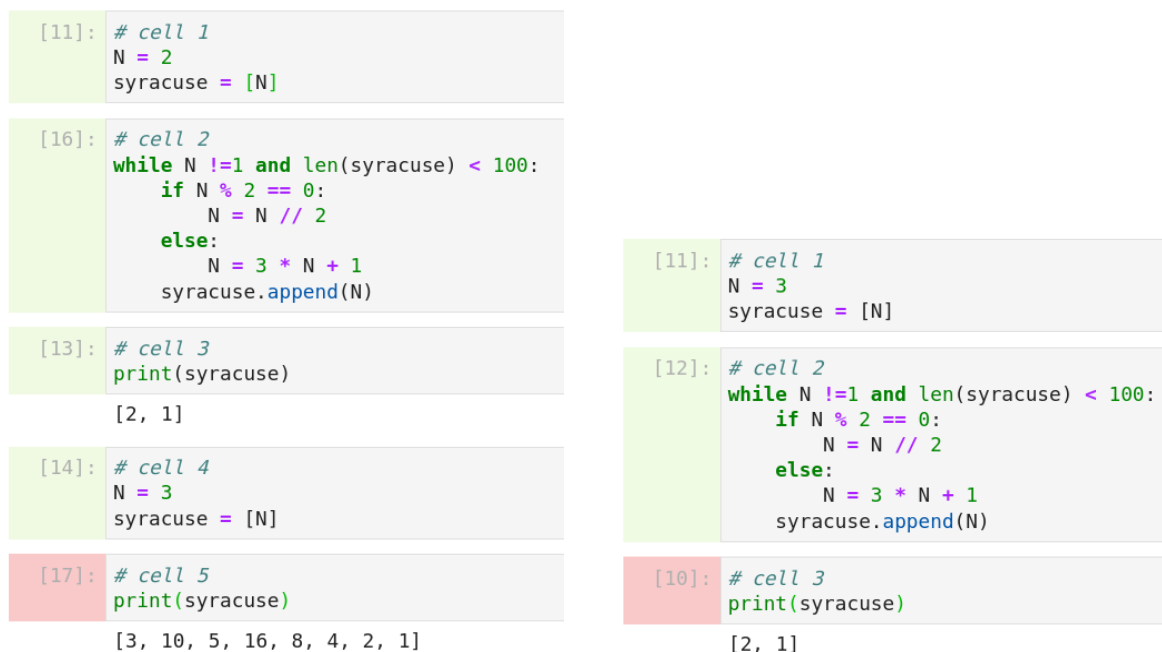 [11]: # cell 1
N = 2
syracuse = [N]
[16]: # cell 2
while N !=1 and len(syracuse) < 100:
    if N % 2 == 0:
        N = N // 2
    else:
        N = 3 * N + 1
    syracuse.append(N)
[13]: # cell 3
print(syracuse)
[2, 1]
[14]: # cell 4
N = 3
syracuse = [N]
[17]: # cell 5
print(syracuse)
[3, 10, 5, 16, 8, 4, 2, 1]
[11]: # cell 1
N = 3
syracuse = [N]
[12]: # cell 2
while N !=1 and len(syracuse) < 100:
    if N % 2 == 0:
        N = N // 2
    else:
        N = 3 * N + 1
    syracuse.append(N)
[10]: # cell 3
print(syracuse)
[2, 1]